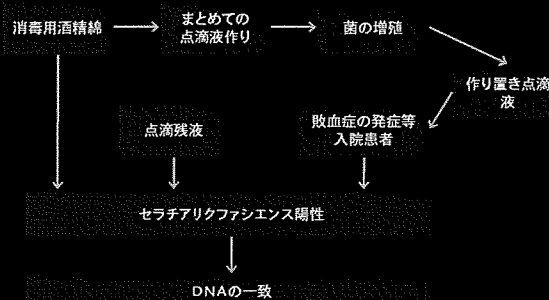 消毒用酒精綿
まとめての
点滴液作り
菌の増殖
作り置き点滴
液
点滴残液
敗血症の発症等
入院患者
セラチアリクファシエンス陽性
DNAの一致